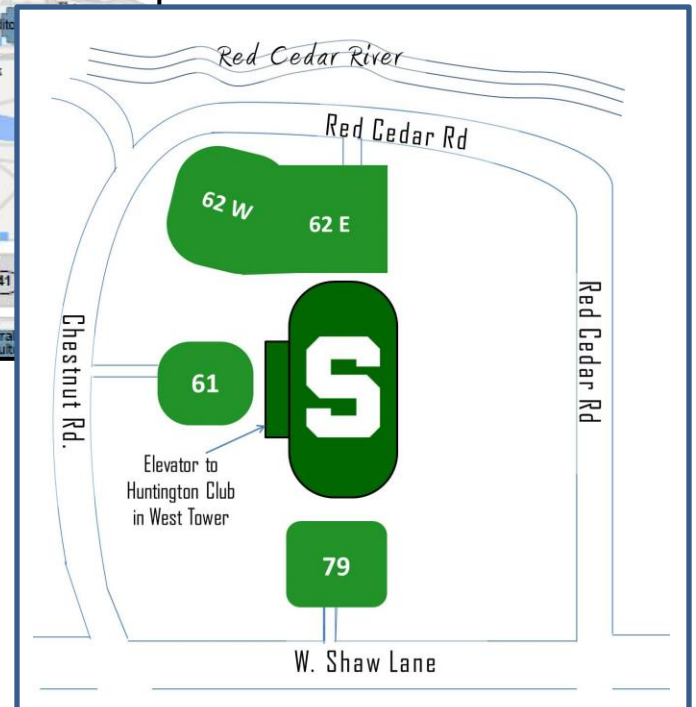 Red Cedar River
Red Cedar Rd
62 W
62 E
Chestnut Rd.
Red Cedar Rd
61
S
Elevator to
Huntington Club
in West Tower
79
W. Shaw Lane
41